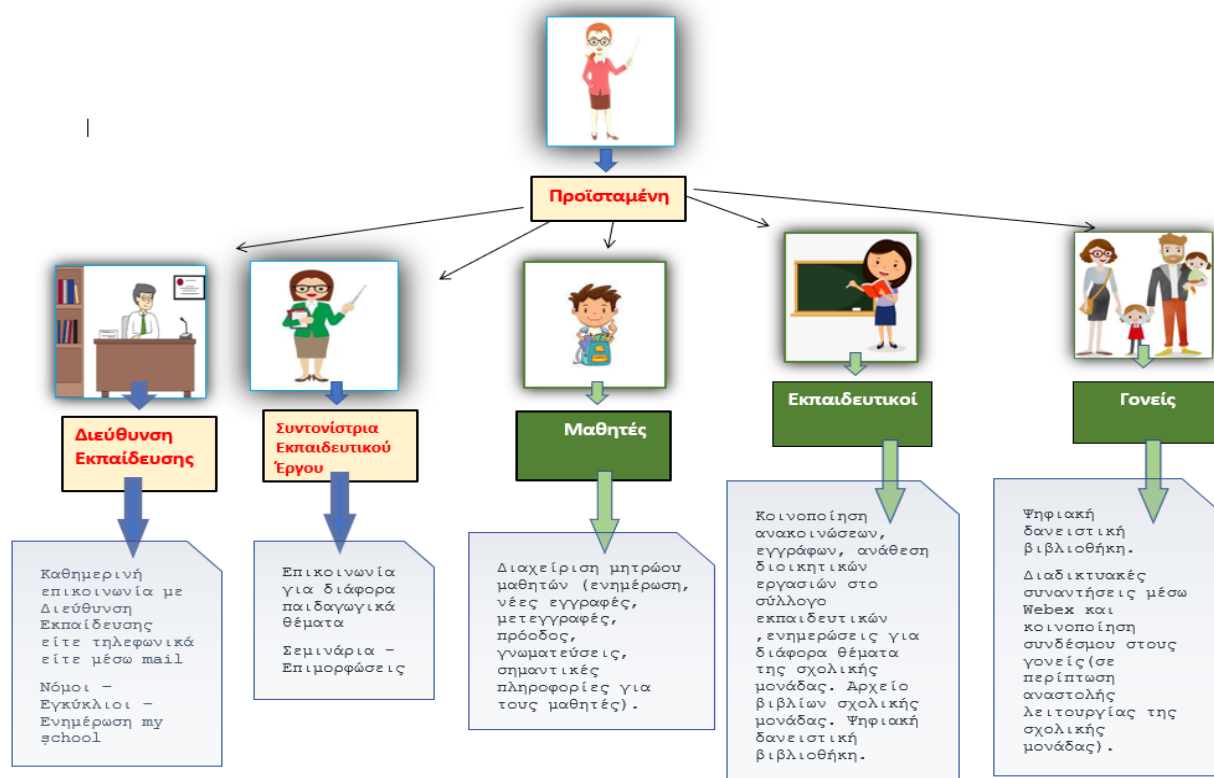 Προϊσταμένη
Διεύθυνση
Εκπαίδευσης
Συντονίστρια
Εκπαιδευτικού
Έργου
Μαθητές
Εκπαιδευτικοί
Γονείς
Καθημερινή
επικοινωνία με
Διεύθυνση
Εκπαίδευσης
είτε τηλεφωνικά
είτε μέσω mail
Νόμοι –
Εγκύκλιοι –
Ενημέρωση my
school
Επικοινωνία
για διάφορα
παιδαγωγικά
θέματα
Σεμινάρια –
Επιμορφώσεις
Διαχείριση μητρώου
μαθητών (ενημέρωση,
νέες εγγραφές,
μετεγγραφές,
πρόοδος,
γνωματεύσεις,
σημαντικές
πληροφορίες για
τους μαθητές).
Κοινοποίηση
ανακοινώσεων,
εγγράφων, ανάθεση
διοικητικών
εργασιών στο
σύλλογο
εκπαιδευτικών
,ενημερώσεις για
διάφορα θέματα
της σχολικής
μονάδας. Αρχείο
βιβλίων σχολικής
μονάδας. Ψηφιακή
δανειστική
βιβλιοθήκη.
Ψηφιακή
δανειστική
βιβλιοθήκη.
Διαδικτυακές
συναντήσεις μέσω
Webex και
κοινοποίηση
συνδέσμου στους
γονείς(σε
περίπτωση
αναστολής
λειτουργίας της
σχολικής
μονάδας).